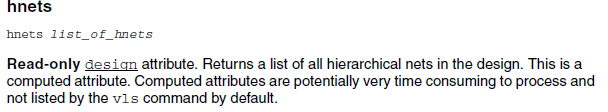 hnets
hnets list_of_hnets
Read-only design attribute. Returns a list of all hierarchical nets in the design. This is a
computed attribute. Computed attributes are potentially very time consuming to process and
not listed by the vls command by default.